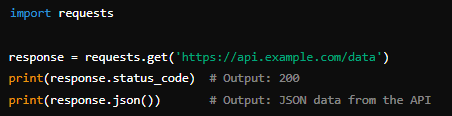 import requests

response = requests.get('https://api.example.com/data')
print(response.status_code)  # Output: 200
print(response.json())       # Output: JSON data from the API